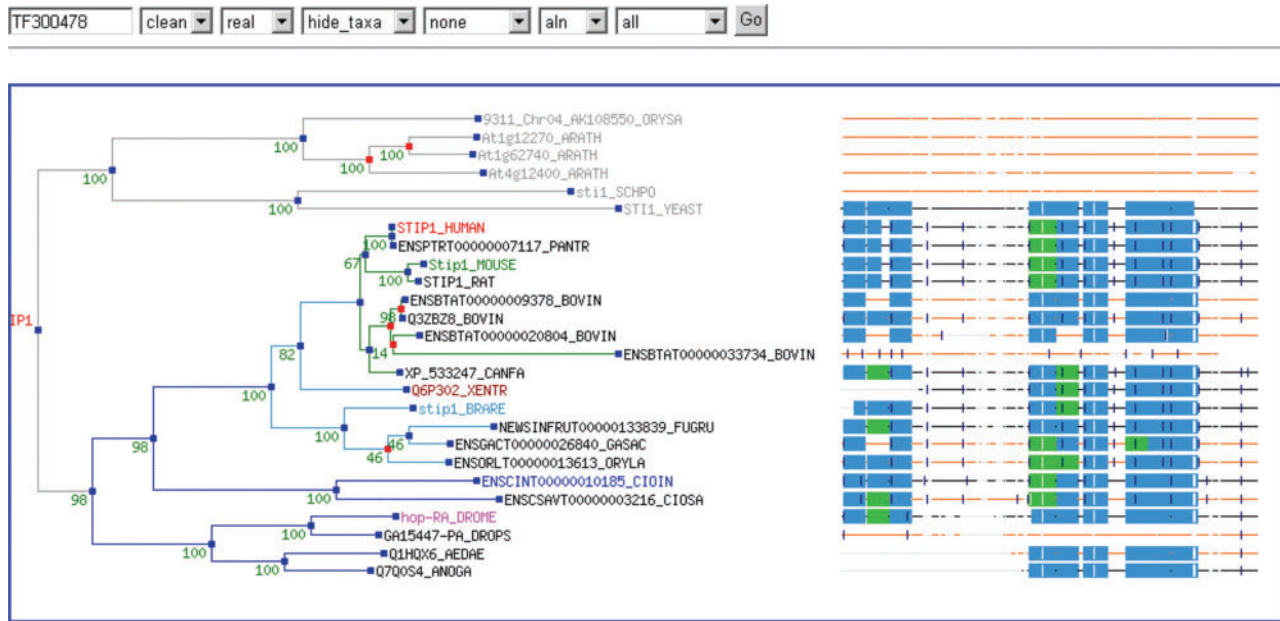 TF300478 clean real hide_taxa none aln all Go
9311_Chr04_AK108550_ORYSA
At1g12270_ARATH
100
100
At1g62740_ARATH
100
At4g12400_ARATH
100
sti1_SCHPO
100
STI1_YEAST
STIP1_HUMAN
100
ENSPTRT00000007117_PANTR
67
Stip1_MOUSE
100
STIP1_RAT
ENSBTAT00000009378_BOVIN
IP1
98
Q3ZBZ8_BOVIN
ENSBTAT00000020804_BOVIN
82
14
ENSBTAT00000033734_BOVIN
XP_533247_CANFA
100
Q6P302_XENTR
stip1_BRARE
100
NEWSINFRUT00000133839_FUGRU
98
46
ENSGACT00000026840_GASAC
46
ENSORLT00000013613_ORYLA
ENSCINT00000010185_CIOIN
98
100
ENSCSAVT00000003216_CIOSA
hop-RA_DROME
100
GA15447-PA_DROPS
100
Q1HQX6_AEDAE
100
Q7Q0S4_ANOGA